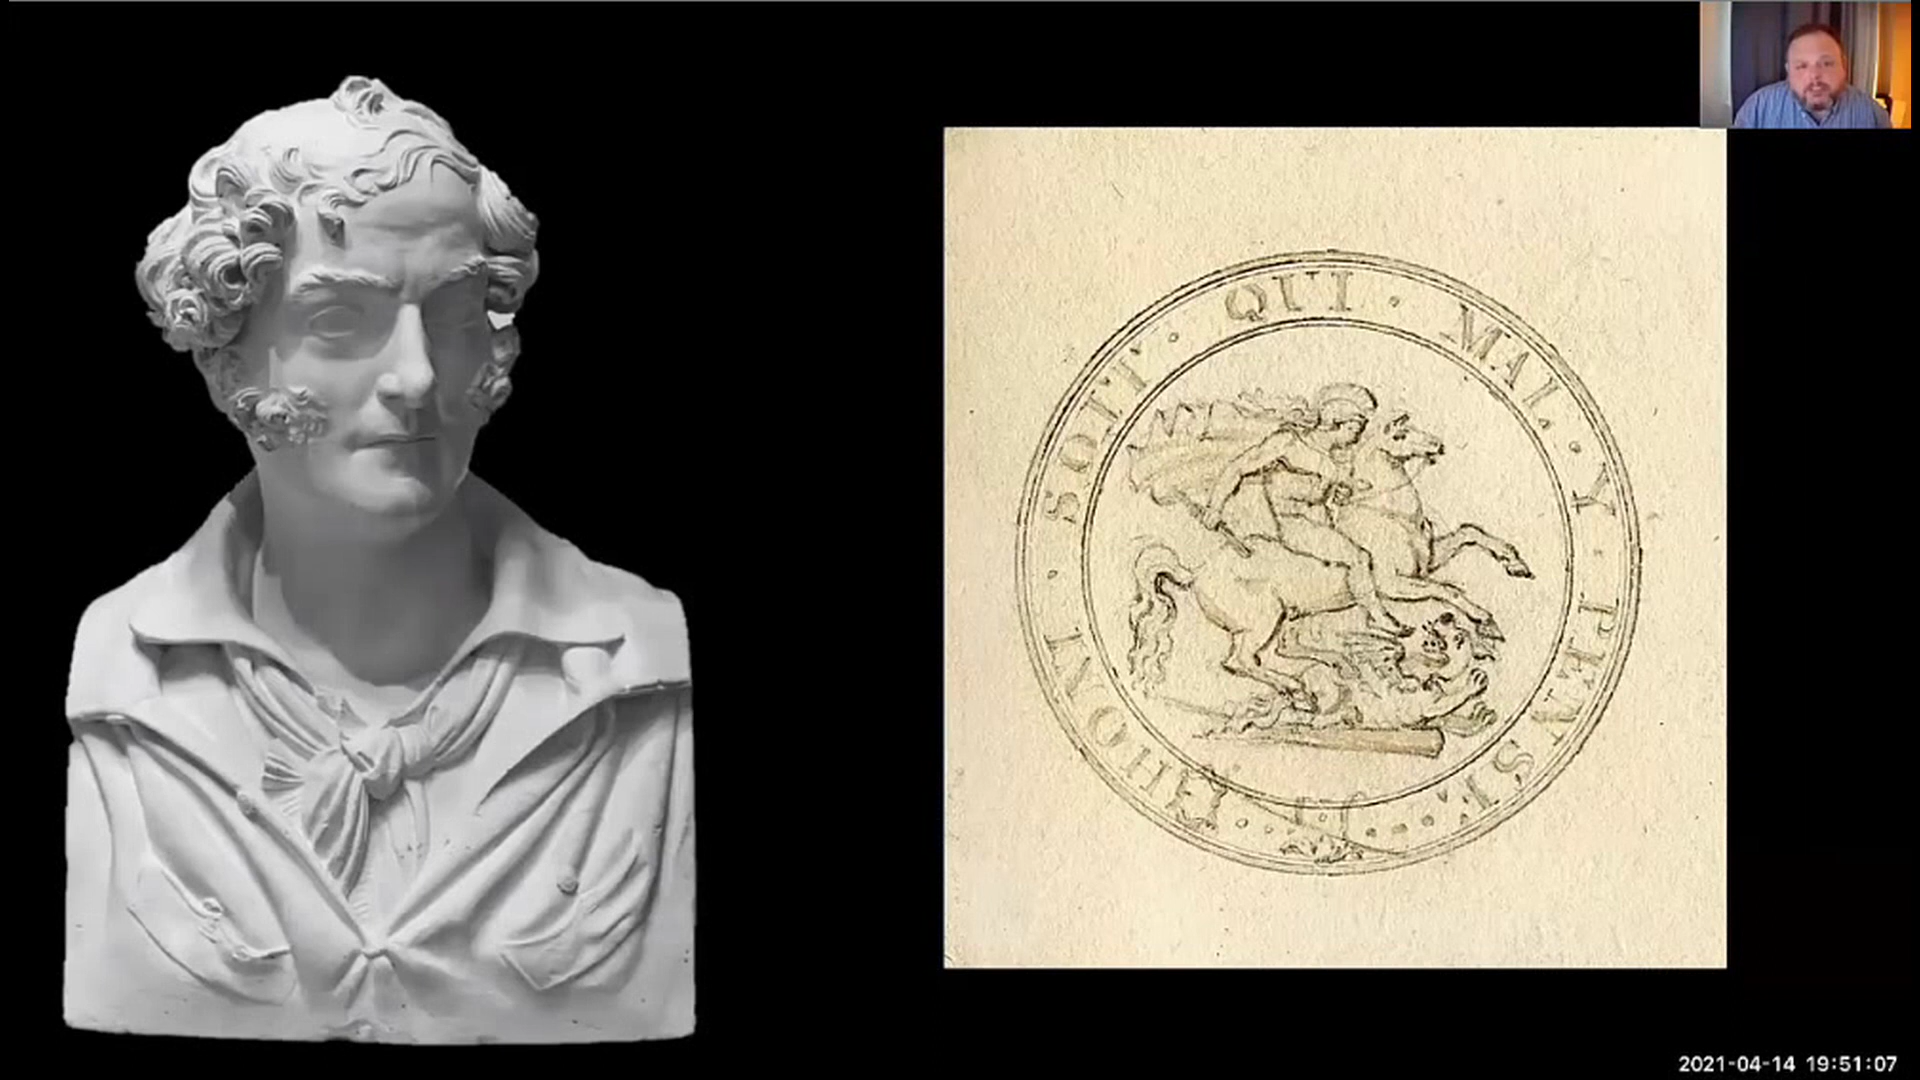 HONI · SOIT · QUI · MAL · Y · PENSE
2021-04-14 19:51:07